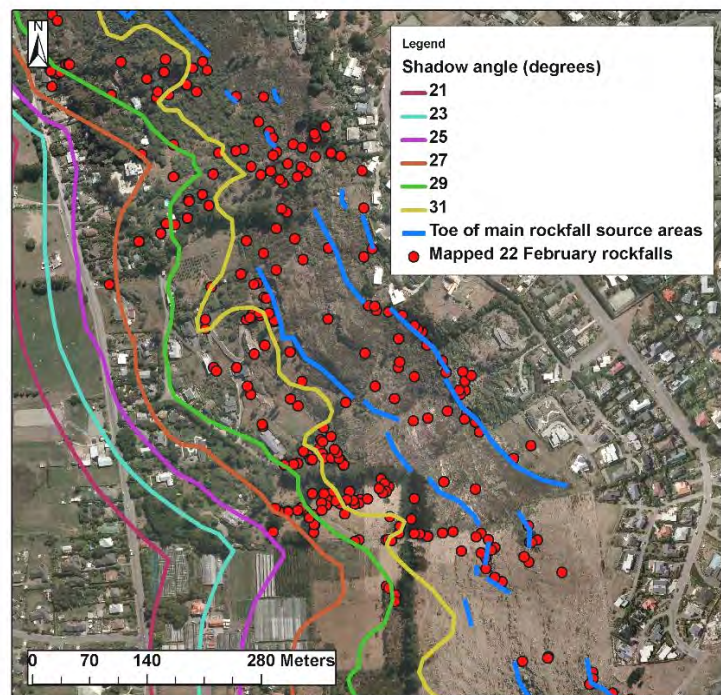 N
Legend
Shadow angle (degrees)
21
23
25
27
29
31
Toe of main rockfall source areas
Mapped 22 February rockfalls
0 70 140 280 Meters